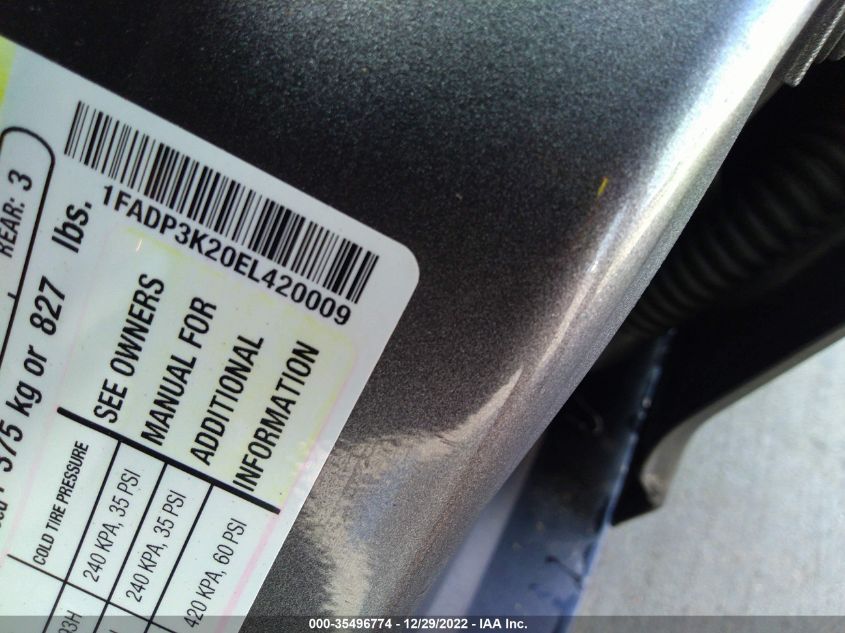 REAR: 3
375 kg or 827 lbs.
1FADP3K20EL420009
SEE OWNERS
MANUAL FOR
ADDITIONAL
INFORMATION
COLD TIRE PRESSURE
240 KPA, 35 PSI
240 KPA, 35 PSI
420 KPA, 60 PSI
93H
000-35496774 - 12/29/2022 - IAA Inc.